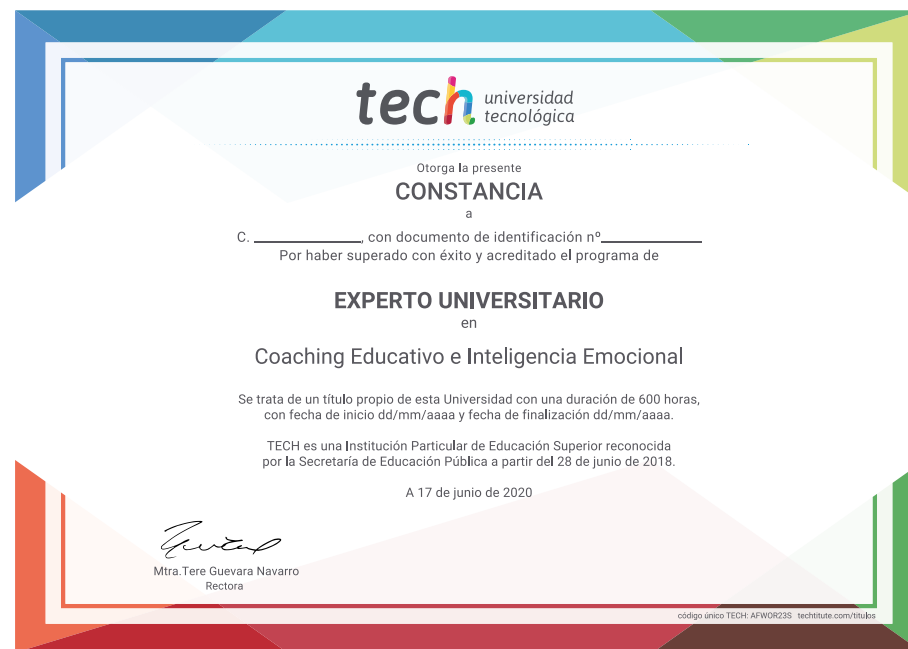 tech universidad
tecnológica
Otorga la presente
CONSTANCIA
a
C. ______________, con documento de identificación nº______________
Por haber superado con éxito y acreditado el programa de
EXPERTO UNIVERSITARIO
en
Coaching Educativo e Inteligencia Emocional
Se trata de un título propio de esta Universidad con una duración de 600 horas,
con fecha de inicio dd/mm/aaaa y fecha de finalización dd/mm/aaaa.
TECH es una Institución Particular de Educación Superior reconocida
por la Secretaría de Educación Pública a partir del 28 de junio de 2018.
A 17 de junio de 2020
Mtra.Tere Guevara Navarro
Rectora
código único TECH: AFWOR23S techtitute.com/titulos